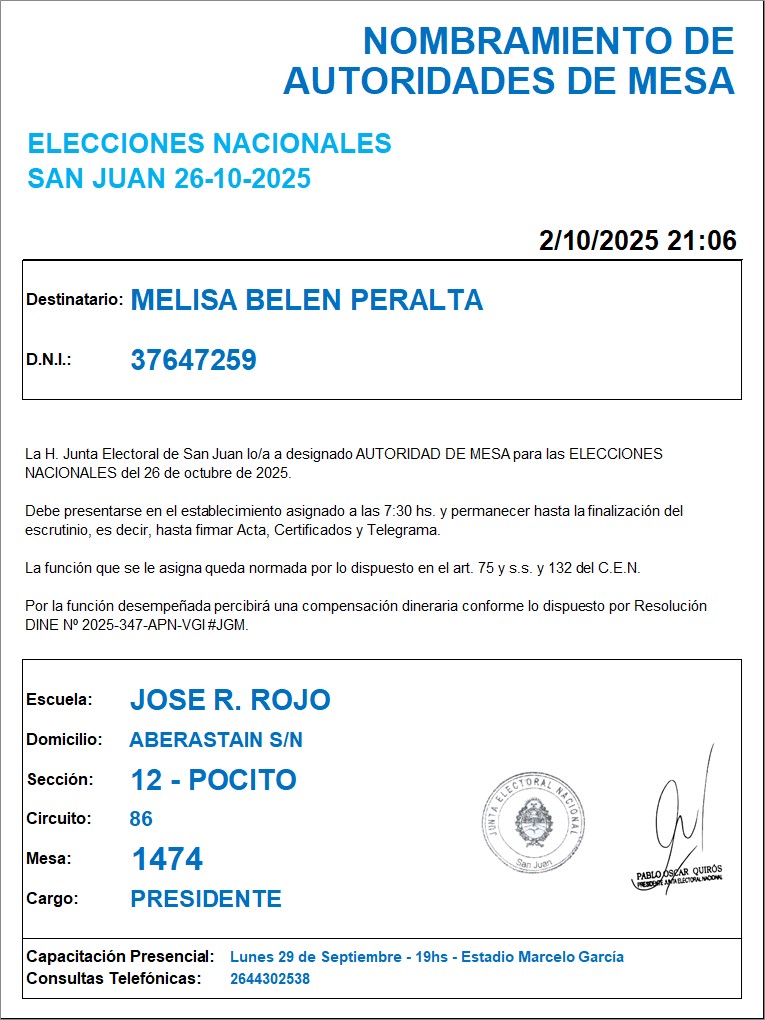 NOMBRAMIENTO DE
AUTORIDADES DE MESA
ELECCIONES NACIONALES
SAN JUAN 26-10-2025
2/10/2025 21:06
Destinatario: MELISA BELEN PERALTA
D.N.I.: 37647259
La H. Junta Electoral de San Juan lo/a a designado AUTORIDAD DE MESA para las ELECCIONES
NACIONALES del 26 de octubre de 2025.
Debe presentarse en el establecimiento asignado a las 7:30 hs. y permanecer hasta la finalización del
escrutinio, es decir, hasta firmar Acta, Certificados y Telegrama.
La función que se le asigna queda normada por lo dispuesto en el art. 75 y s.s. y 132 del C.E.N.
Por la función desempeñada percibirá una compensación dineraria conforme lo dispuesto por Resolución
DINE Nº 2025-347-APN-VGI#JGM.
Escuela: JOSE R. ROJO
Domicilio: ABERASTAIN S/N
Sección: 12 - POCITO
Circuito: 86
Mesa: 1474
Cargo: PRESIDENTE
JUNTA ELECTORAL NACIONAL
San Juan
PABLO OSCAR QUIRÓS
PRESIDENTE JUNTA ELECTORAL NACIONAL
Capacitación Presencial: Lunes 29 de Septiembre - 19hs - Estadio Marcelo García
Consultas Telefónicas: 2644302538